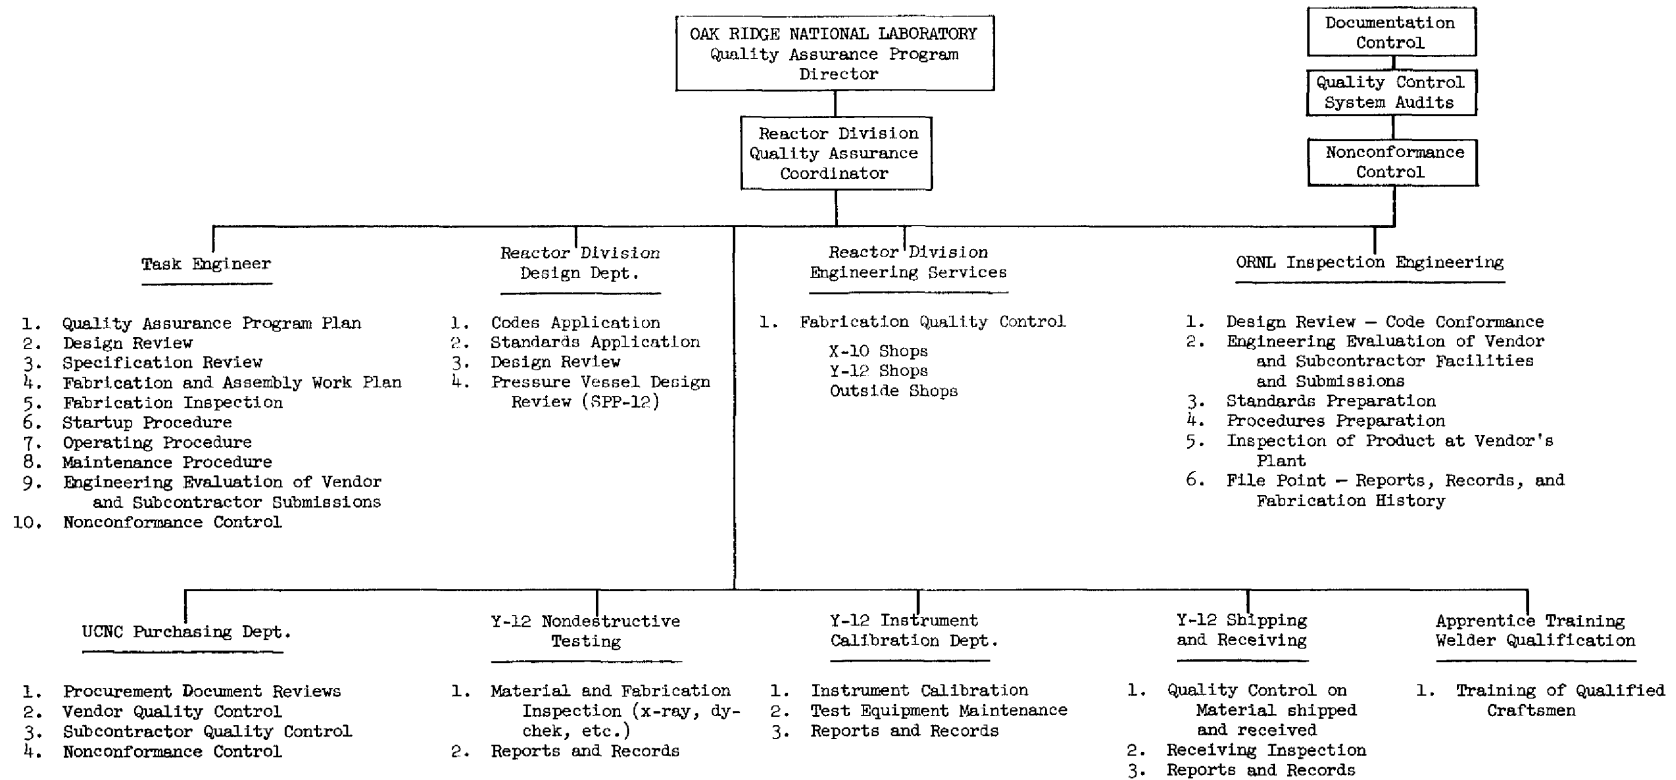 OAK RIDGE NATIONAL LABORATORY
Quality Assurance Program
Director
Documentation
Control
Quality Control
System Audits
Reactor Division
Quality Assurance
Coordinator
Nonconformance
Control
Task Engineer
1. Quality Assurance Program Plan
2. Design Review
3. Specification Review
4. Fabrication and Assembly Work Plan
5. Fabrication Inspection
6. Startup Procedure
7. Operating Procedure
8. Maintenance Procedure
9. Engineering Evaluation of Vendor
and Subcontractor Submissions
10. Nonconformance Control
Reactor Division
Design Dept.
1. Codes Application
2. Standards Application
3. Design Review
4. Pressure Vessel Design
Review (SPP-12)
Reactor Division
Engineering Services
1. Fabrication Quality Control
X-10 Shops
Y-12 Shops
Outside Shops
ORNL Inspection Engineering
1. Design Review — Code Conformance
2. Engineering Evaluation of Vendor
and Subcontractor Facilities
and Submissions
3. Standards Preparation
4. Procedures Preparation
5. Inspection of Product at Vendor's
Plant
6. File Point — Reports, Records, and
Fabrication History
UCNC Purchasing Dept.
1. Procurement Document Reviews
2. Vendor Quality Control
3. Subcontractor Quality Control
4. Nonconformance Control
Y-12 Nondestructive
Testing
1. Material and Fabrication
Inspection (x-ray, dy-
chek, etc.)
2. Reports and Records
Y-12 Instrument
Calibration Dept.
1. Instrument Calibration
2. Test Equipment Maintenance
3. Reports and Records
Y-12 Shipping
and Receiving
1. Quality Control on
Material shipped
and received
2. Receiving Inspection
3. Reports and Records
Apprentice Training
Welder Qualification
1. Training of Qualified
Craftsmen